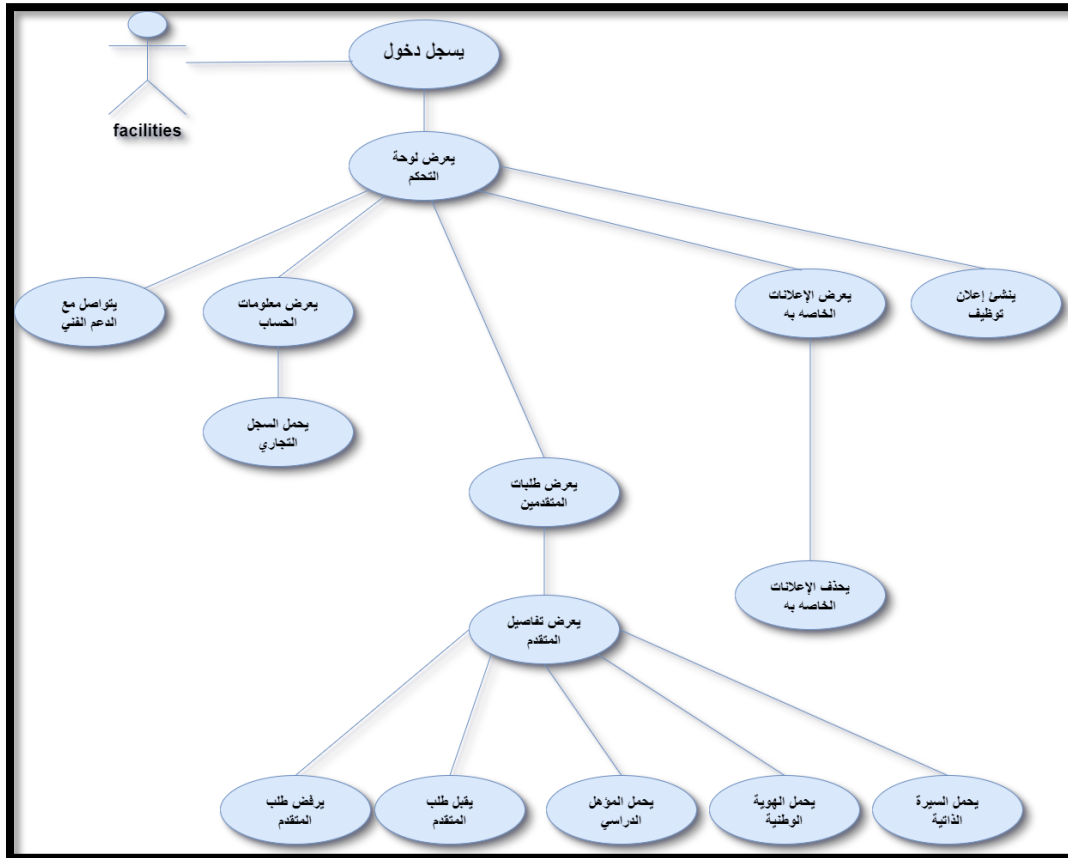 يسجل دخول
facilities
يعرض لوحة
التحكم
يتواصل مع
الدعم الفني
يعرض معلومات
الحساب
يعرض الإعلانات
الخاصه به
ينشئ إعلان
توظيف
يحمل السجل
التجاري
يعرض طلبات
المتقدمين
يحذف الإعلانات
الخاصه به
يعرض تفاصيل
المتقدم
يرفض طلب
المتقدم
يقبل طلب
المتقدم
يحمل المؤهل
الدراسي
يحمل الهوية
الوطنية
يحمل السيرة
الذاتية